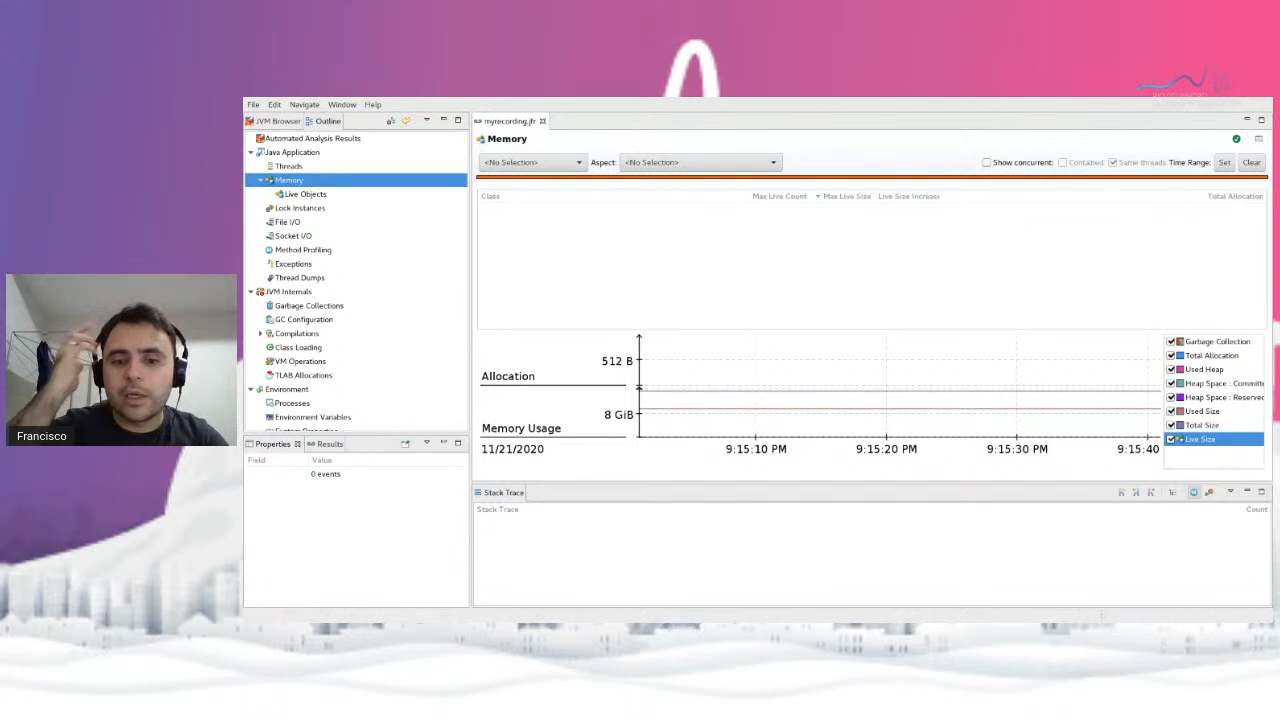 File Edit Navigate Window Help
JVM Browser Outline
Automated Analysis Results
Java Application
Threads
Memory
Live Objects
Lock Instances
File I/O
Socket I/O
Method Profiling
Exceptions
Thread Dumps
JVM Internals
Garbage Collections
GC Configuration
Compilations
Class Loading
VM Operations
TLAB Allocations
Environment
Processes
Environment Variables
Properties Results
Field Value
0 events
myrecording.jfr
Memory
<No Selection> Aspect: <No Selection> Show concurrent: Contained Same threads Time Range: Set Clear
Class Max Live Count Max Live Size Live Size Increase Total Allocation
512 B
Allocation
8 GiB
Memory Usage
11/21/2020 9:15:10 PM 9:15:20 PM 9:15:30 PM 9:15:40
Garbage Collection
Total Allocation
Used Heap
Heap Space : Committ
Heap Space : Reserved
Used Size
Total Size
Live Size
Stack Trace
Stack Trace Count
Francisco